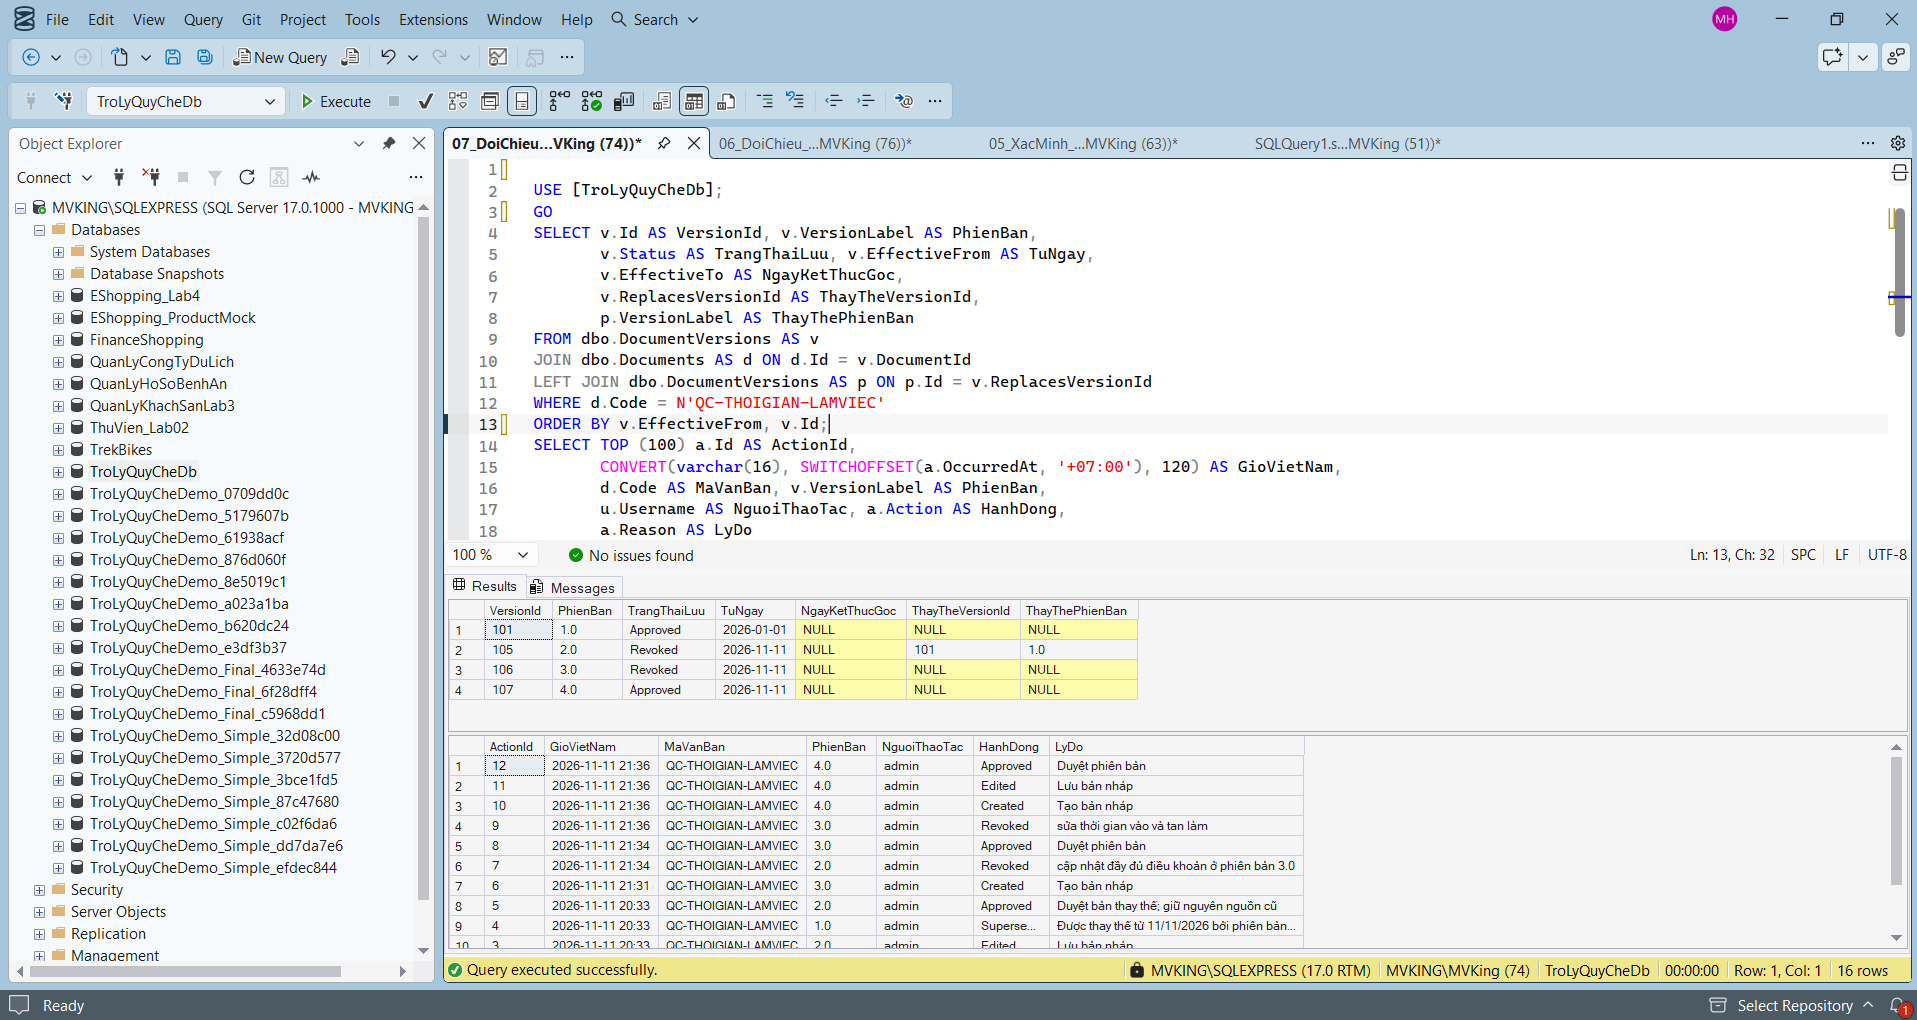 File Edit View Query Git Project Tools Extensions Window Help Search MH
New Query
TroLyQuyCheDb Execute
Object Explorer
Connect
MVKING\SQLEXPRESS (SQL Server 17.0.1000 - MVKING
Databases
System Databases
Database Snapshots
EShopping_Lab4
EShopping_ProductMock
FinanceShopping
QuanLyCongTyDuLich
QuanLyHoSoBenhAn
QuanLyKhachSanLab3
ThuVien_Lab02
TrekBikes
TroLyQuyCheDb
TroLyQuyCheDemo_0709dd0c
TroLyQuyCheDemo_5179607b
TroLyQuyCheDemo_61938acf
TroLyQuyCheDemo_876d060f
TroLyQuyCheDemo_8e5019c1
TroLyQuyCheDemo_a023a1ba
TroLyQuyCheDemo_b620dc24
TroLyQuyCheDemo_e3df3b37
TroLyQuyCheDemo_Final_4633e74d
TroLyQuyCheDemo_Final_6f28dff4
TroLyQuyCheDemo_Final_c5968dd1
TroLyQuyCheDemo_Simple_32d08c00
TroLyQuyCheDemo_Simple_3720d577
TroLyQuyCheDemo_Simple_3bce1fd5
TroLyQuyCheDemo_Simple_87c47680
TroLyQuyCheDemo_Simple_c02f6da6
TroLyQuyCheDemo_Simple_dd7da7e6
TroLyQuyCheDemo_Simple_efdec844
Security
Server Objects
Replication
Management
07_DoiChieu...VKing (74))* 06_DoiChieu_...MVKing (76))* 05_XacMinh_...MVKing (63))* SQLQuery1.s...MVKing (51))*
1
2 USE [TroLyQuyCheDb];
3 GO
4 SELECT v.Id AS VersionId, v.VersionLabel AS PhienBan,
5 v.Status AS TrangThaiLuu, v.EffectiveFrom AS TuNgay,
6 v.EffectiveTo AS NgayKetThucGoc,
7 v.ReplacesVersionId AS ThayTheVersionId,
8 p.VersionLabel AS ThayThePhienBan
9 FROM dbo.DocumentVersions AS v
10 JOIN dbo.Documents AS d ON d.Id = v.DocumentId
11 LEFT JOIN dbo.DocumentVersions AS p ON p.Id = v.ReplacesVersionId
12 WHERE d.Code = N'QC-THOIGIAN-LAMVIEC'
13 ORDER BY v.EffectiveFrom, v.Id;
14 SELECT TOP (100) a.Id AS ActionId,
15 CONVERT(varchar(16), SWITCHOFFSET(a.OccurredAt, '+07:00'), 120) AS GioVietNam,
16 d.Code AS MaVanBan, v.VersionLabel AS PhienBan,
17 u.Username AS NguoiThaoTac, a.Action AS HanhDong,
18 a.Reason AS LyDo
100 % No issues found Ln: 13, Ch: 32 SPC LF UTF-8
Results Messages
VersionId PhienBan TrangThaiLuu TuNgay NgayKetThucGoc ThayTheVersionId ThayThePhienBan
1 101 1.0 Approved 2026-01-01 NULL NULL NULL
2 105 2.0 Revoked 2026-11-11 NULL 101 1.0
3 106 3.0 Revoked 2026-11-11 NULL NULL NULL
4 107 4.0 Approved 2026-11-11 NULL NULL NULL
ActionId GioVietNam MaVanBan PhienBan NguoiThaoTac HanhDong LyDo
1 12 2026-11-11 21:36 QC-THOIGIAN-LAMVIEC 4.0 admin Approved Duyệt phiên bản
2 11 2026-11-11 21:36 QC-THOIGIAN-LAMVIEC 4.0 admin Edited Lưu bản nháp
3 10 2026-11-11 21:36 QC-THOIGIAN-LAMVIEC 4.0 admin Created Tạo bản nháp
4 9 2026-11-11 21:36 QC-THOIGIAN-LAMVIEC 3.0 admin Revoked sửa thời gian vào và tan làm
5 8 2026-11-11 21:34 QC-THOIGIAN-LAMVIEC 3.0 admin Approved Duyệt phiên bản
6 7 2026-11-11 21:34 QC-THOIGIAN-LAMVIEC 2.0 admin Revoked cập nhật đầy đủ điều khoản ở phiên bản 3.0
7 6 2026-11-11 21:31 QC-THOIGIAN-LAMVIEC 3.0 admin Created Tạo bản nháp
8 5 2026-11-11 20:33 QC-THOIGIAN-LAMVIEC 2.0 admin Approved Duyệt bản thay thế; giữ nguyên nguồn cũ
9 4 2026-11-11 20:33 QC-THOIGIAN-LAMVIEC 1.0 admin Superse... Được thay thế từ 11/11/2026 bởi phiên bản...
10 3 2026-11-11 20:33 QC-THOIGIAN-LAMVIEC 2.0 admin Edited Lưu bản nháp
Query executed successfully. MVKING\SQLEXPRESS (17.0 RTM) MVKING\MVKing (74) TroLyQuyCheDb 00:00:00 Row: 1, Col: 1 16 rows
Ready Select Repository 1